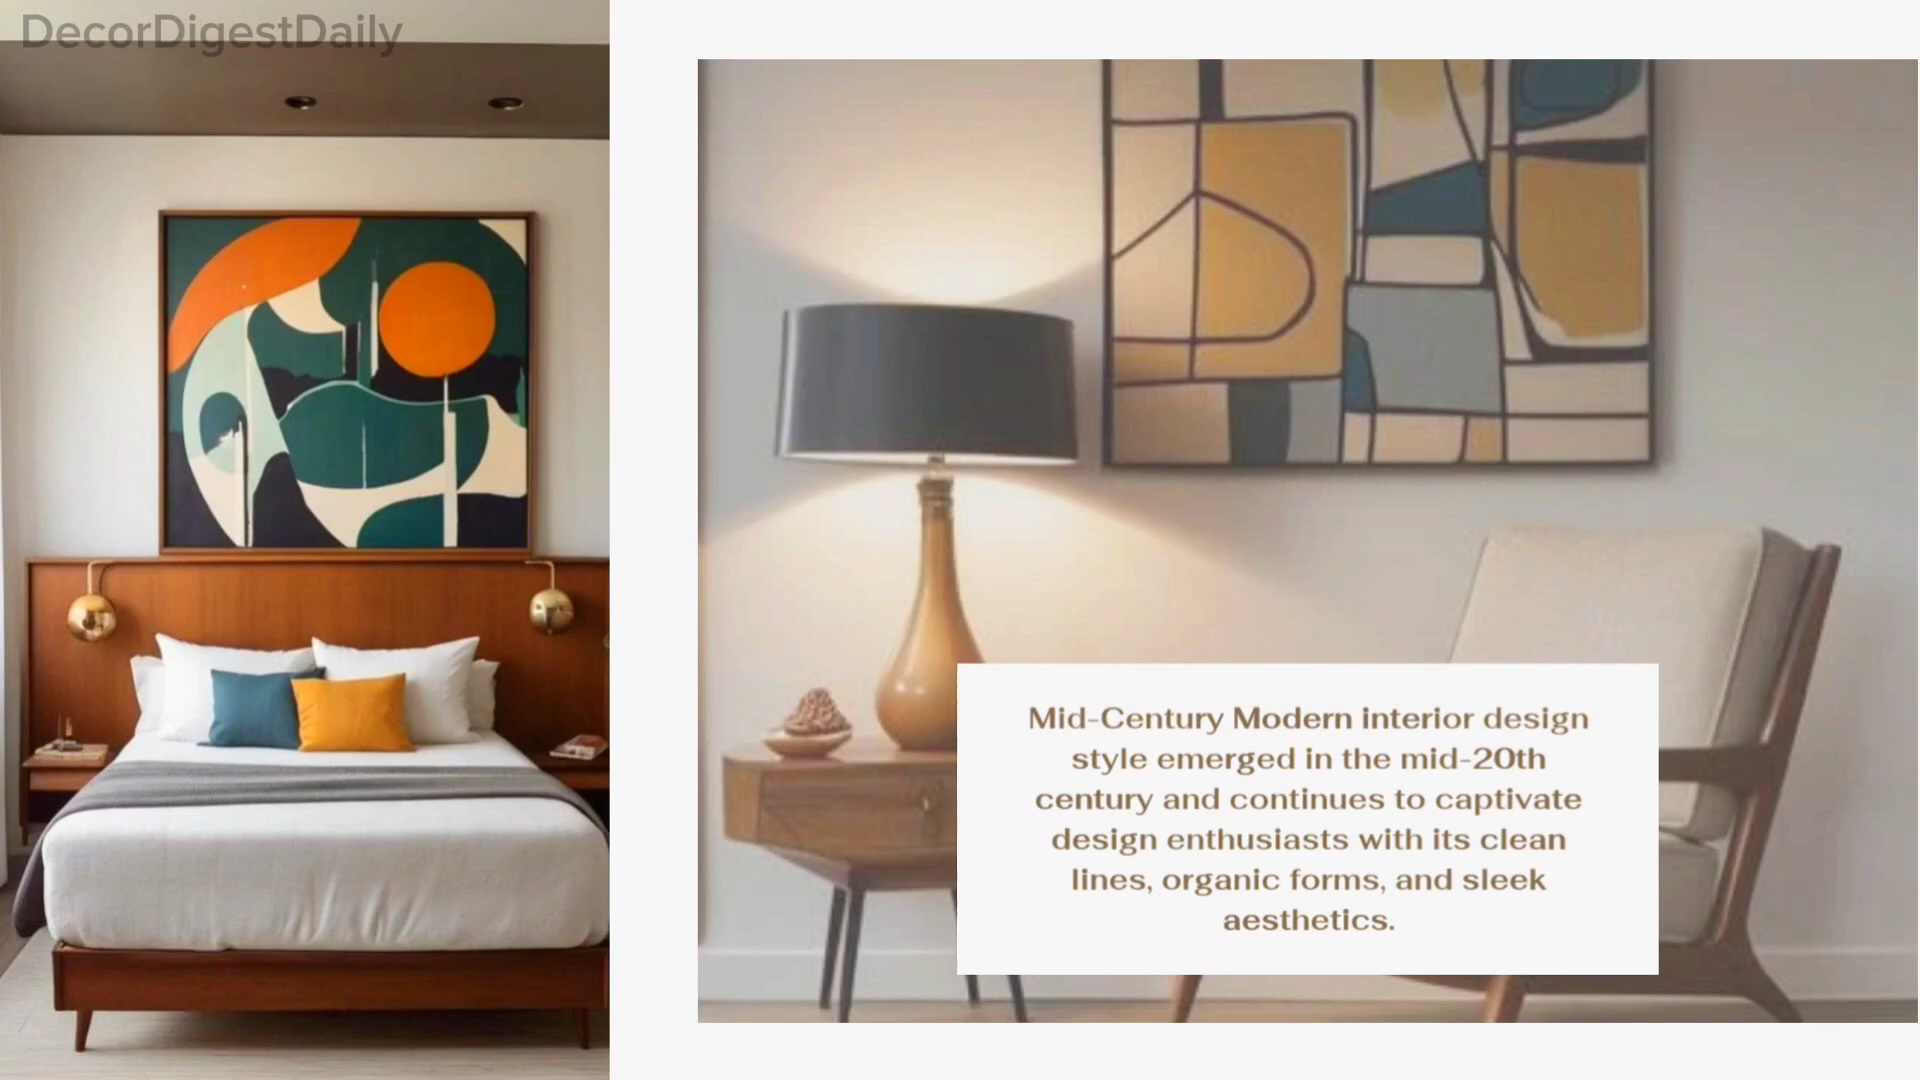 DecorDigestDaily
Mid-Century Modern interior design
style emerged in the mid-20th
century and continues to captivate
design enthusiasts with its clean
lines, organic forms, and sleek
aesthetics.